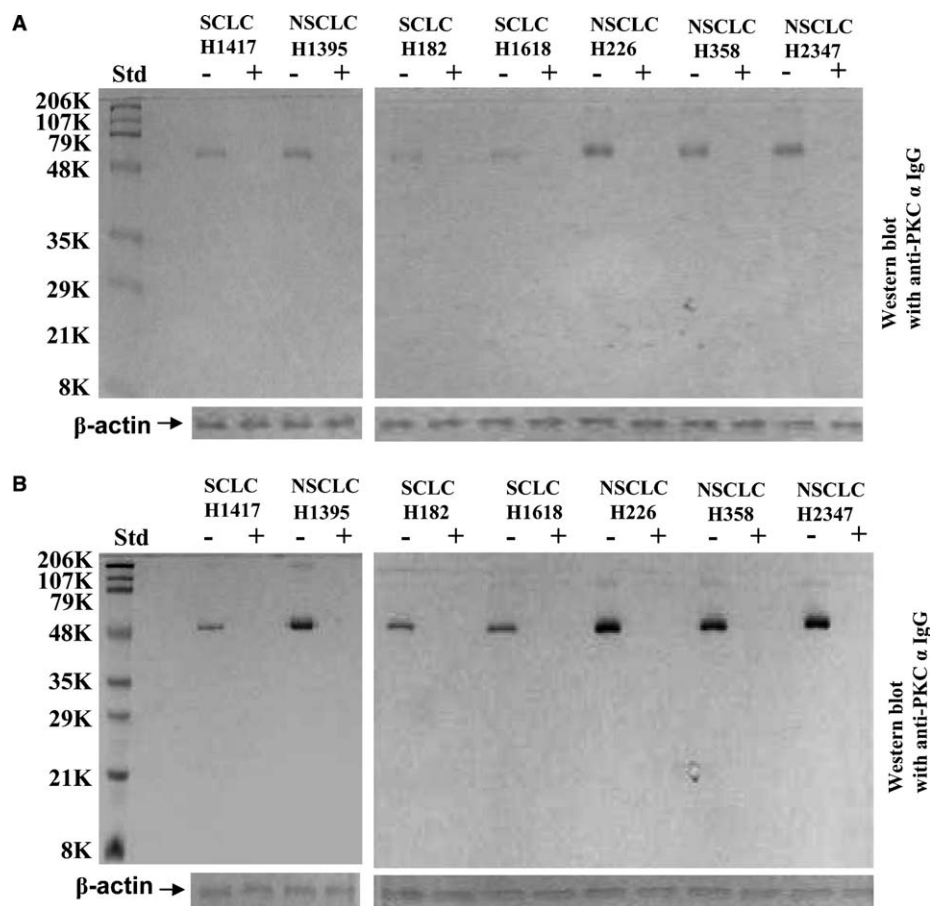 A
SCLC NSCLC SCLC SCLC NSCLC NSCLC NSCLC
H1417 H1395 H182 H1618 H226 H358 H2347
Std - + - + - + - + - + - + - +
206K
107K
79K
48K
35K
29K
21K
8K
β-actin →
Western blot
with anti-PKC α IgG
B
SCLC NSCLC SCLC SCLC NSCLC NSCLC NSCLC
H1417 H1395 H182 H1618 H226 H358 H2347
Std - + - + - + - + - + - + - +
206K
107K
79K
48K
35K
29K
21K
8K
β-actin →
Western blot
with anti-PKC α IgG